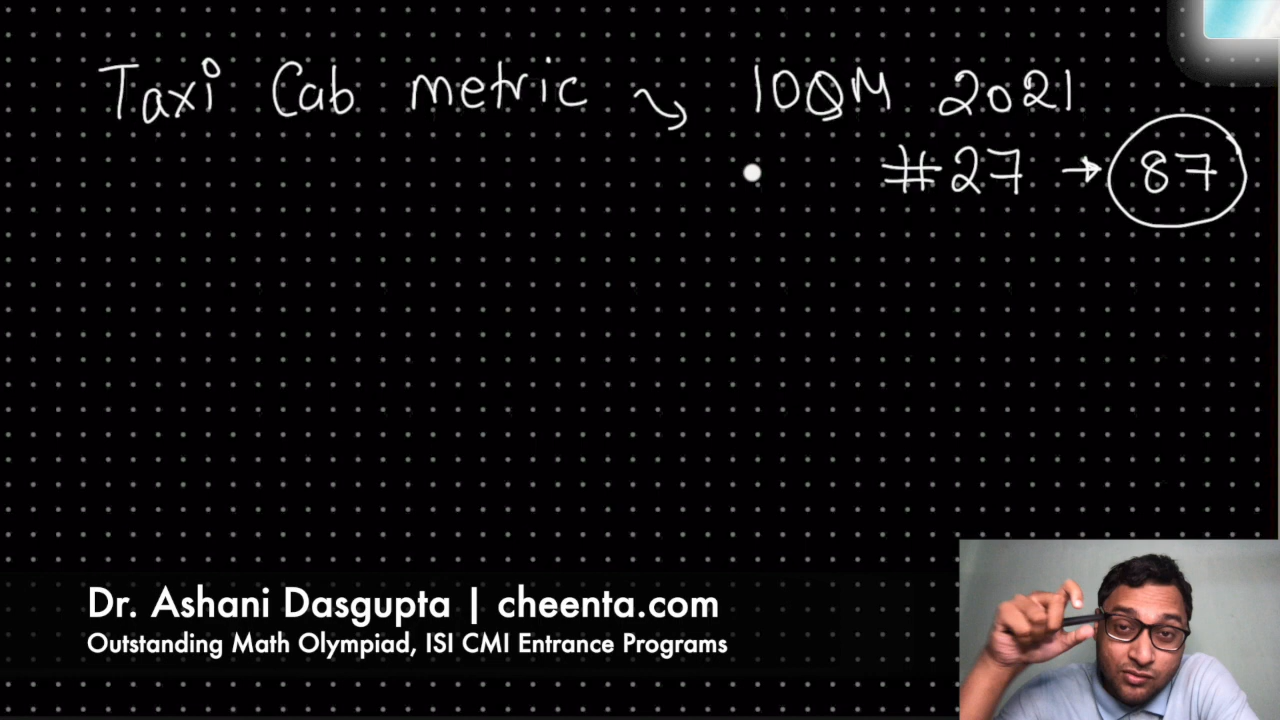 Taxi Cab metric ↝ IOQM 2021
#27 → 87
Dr. Ashani Dasgupta | cheenta.com
Outstanding Math Olympiad, ISI CMI Entrance Programs